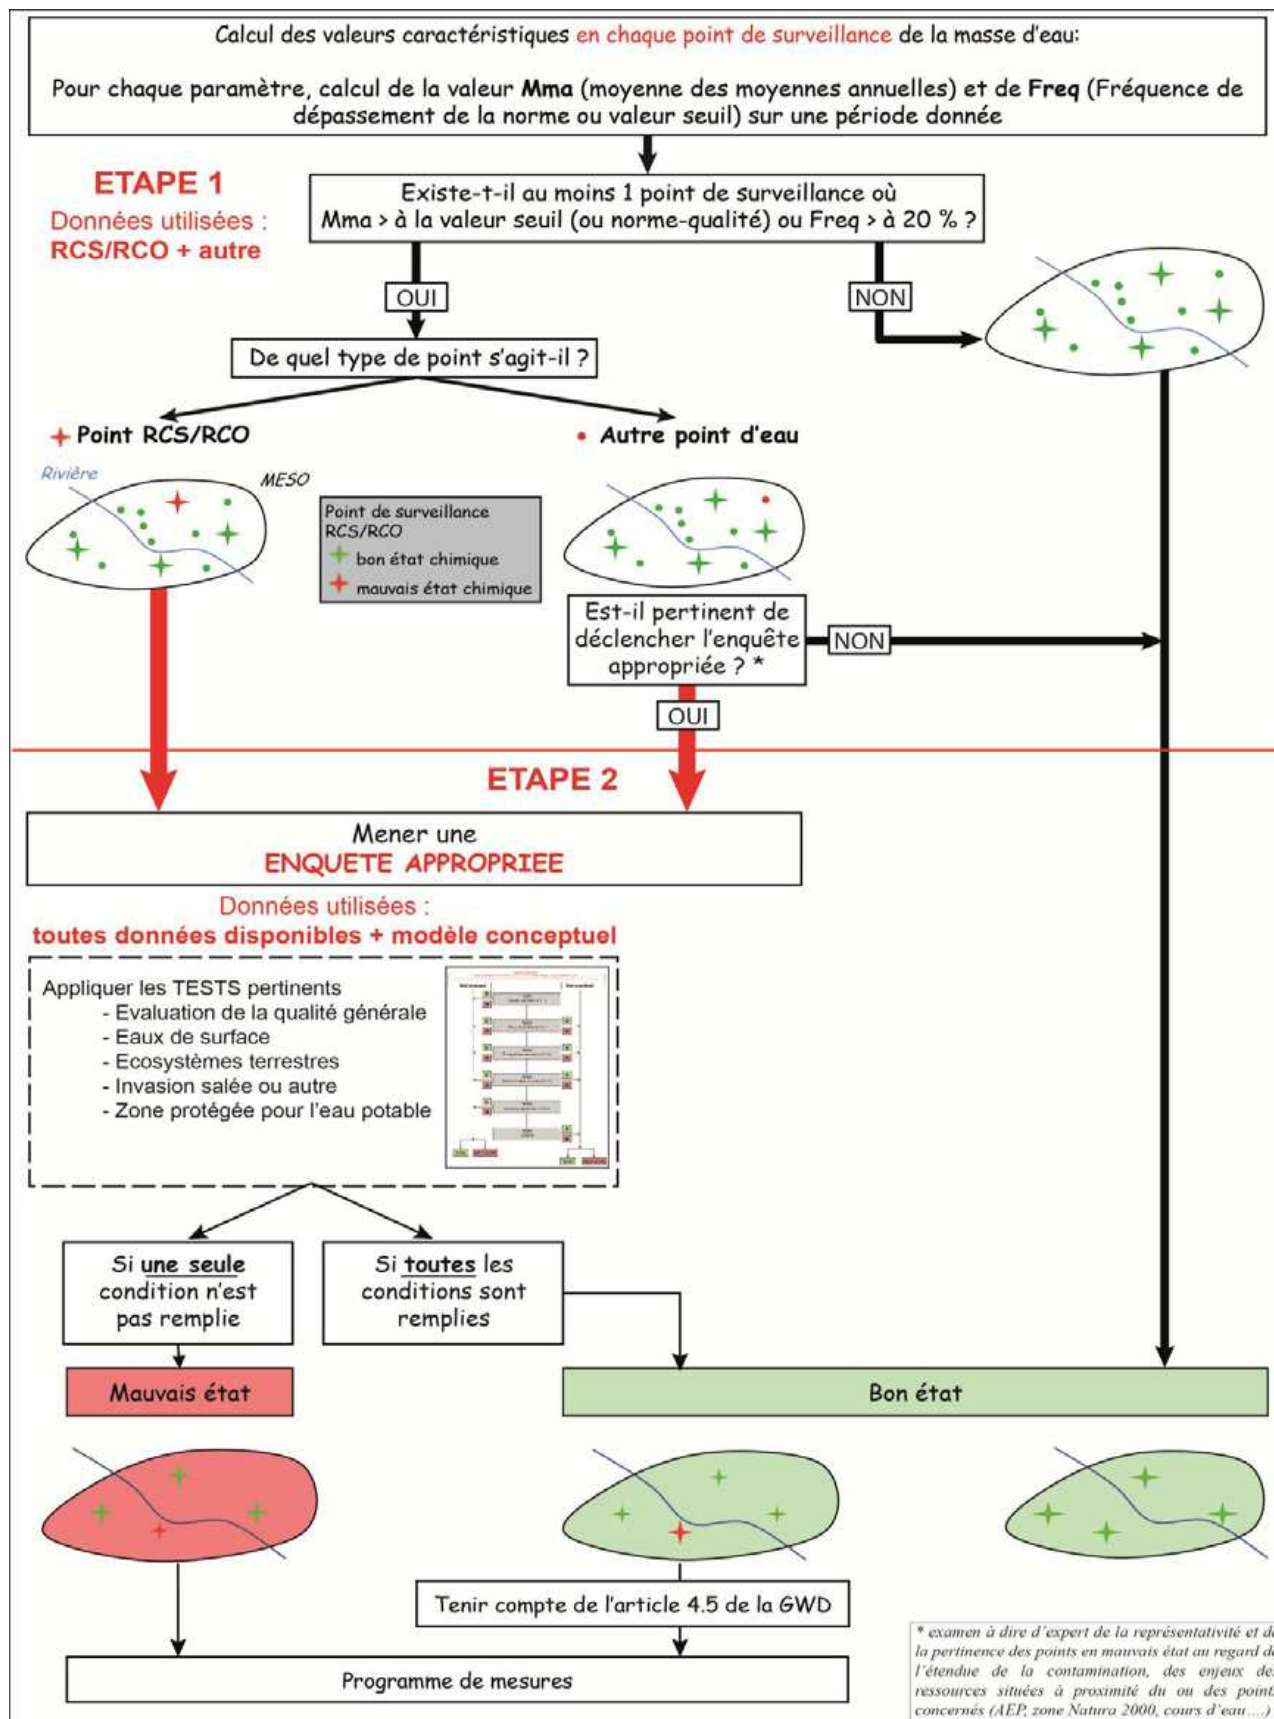 Calcul des valeurs caractéristiques en chaque point de surveillance de la masse d'eau:
Pour chaque paramètre, calcul de la valeur Mma (moyenne des moyennes annuelles) et de Freq (Fréquence de
dépassement de la norme ou valeur seuil) sur une période donnée
ETAPE 1
Données utilisées :
RCS/RCO + autre
Existe-t-il au moins 1 point de surveillance où
Mma > à la valeur seuil (ou norme-qualité) ou Freq > à 20 % ?
OUI
NON
De quel type de point s'agit-il ?
Point RCS/RCO
Autre point d'eau
Rivière
MESO
Point de surveillance
RCS/RCO
bon état chimique
mauvais état chimique
Est-il pertinent de
déclencher l'enquête
appropriée ? *
NON
OUI
ETAPE 2
Mener une
ENQUETE APPROPRIEE
Données utilisées :
toutes données disponibles + modèle conceptuel
Appliquer les TESTS pertinents
- Evaluation de la qualité générale
- Eaux de surface
- Ecosystèmes terrestres
- Invasion salée ou autre
- Zone protégée pour l'eau potable
Si une seule
condition n'est
pas remplie
Si toutes les
conditions sont
remplies
Mauvais état
Bon état
Tenir compte de l'article 4.5 de la GWD
Programme de mesures
* examen à dire d'expert de la représentativité et de
la pertinence des points en mauvais état au regard de
l'étendue de la contamination, des enjeux des
ressources situées à proximité du ou des points
concernés (AEP, zone Natura 2000, cours d'eau....)